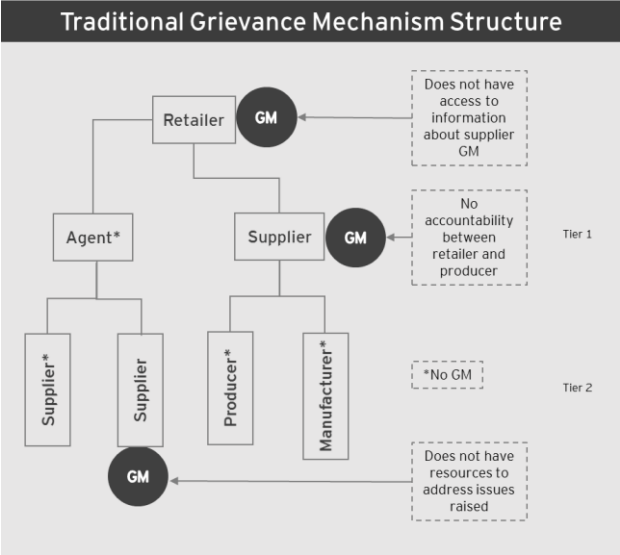 Traditional Grievance Mechanism Structure
Does not have
access to
information
about supplier
GM
Retailer
GM
No
accountability
between
retailer and
producer
Agent*
Supplier
GM
Tier 1
Supplier*
Supplier
Producer*
Manufacturer*
*No GM
Tier 2
GM
Does not have
resources to
address issues
raised